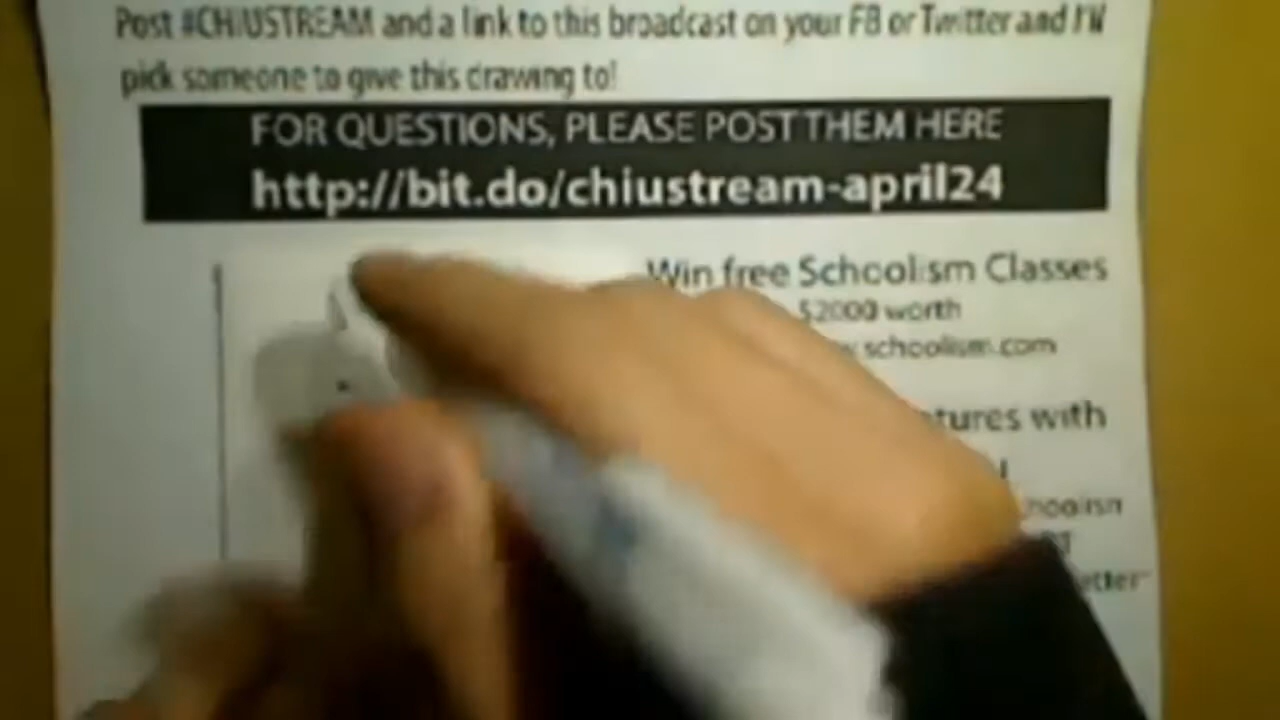 Post #CHIUSTREAM and a link to this broadcast on your FB or Twitter and I'll
pick someone to give this drawing to!
FOR QUESTIONS, PLEASE POST THEM HERE
http://bit.do/chiustream-april24
Win free Schoolism Classes
$2000 worth
schoolism.com
with